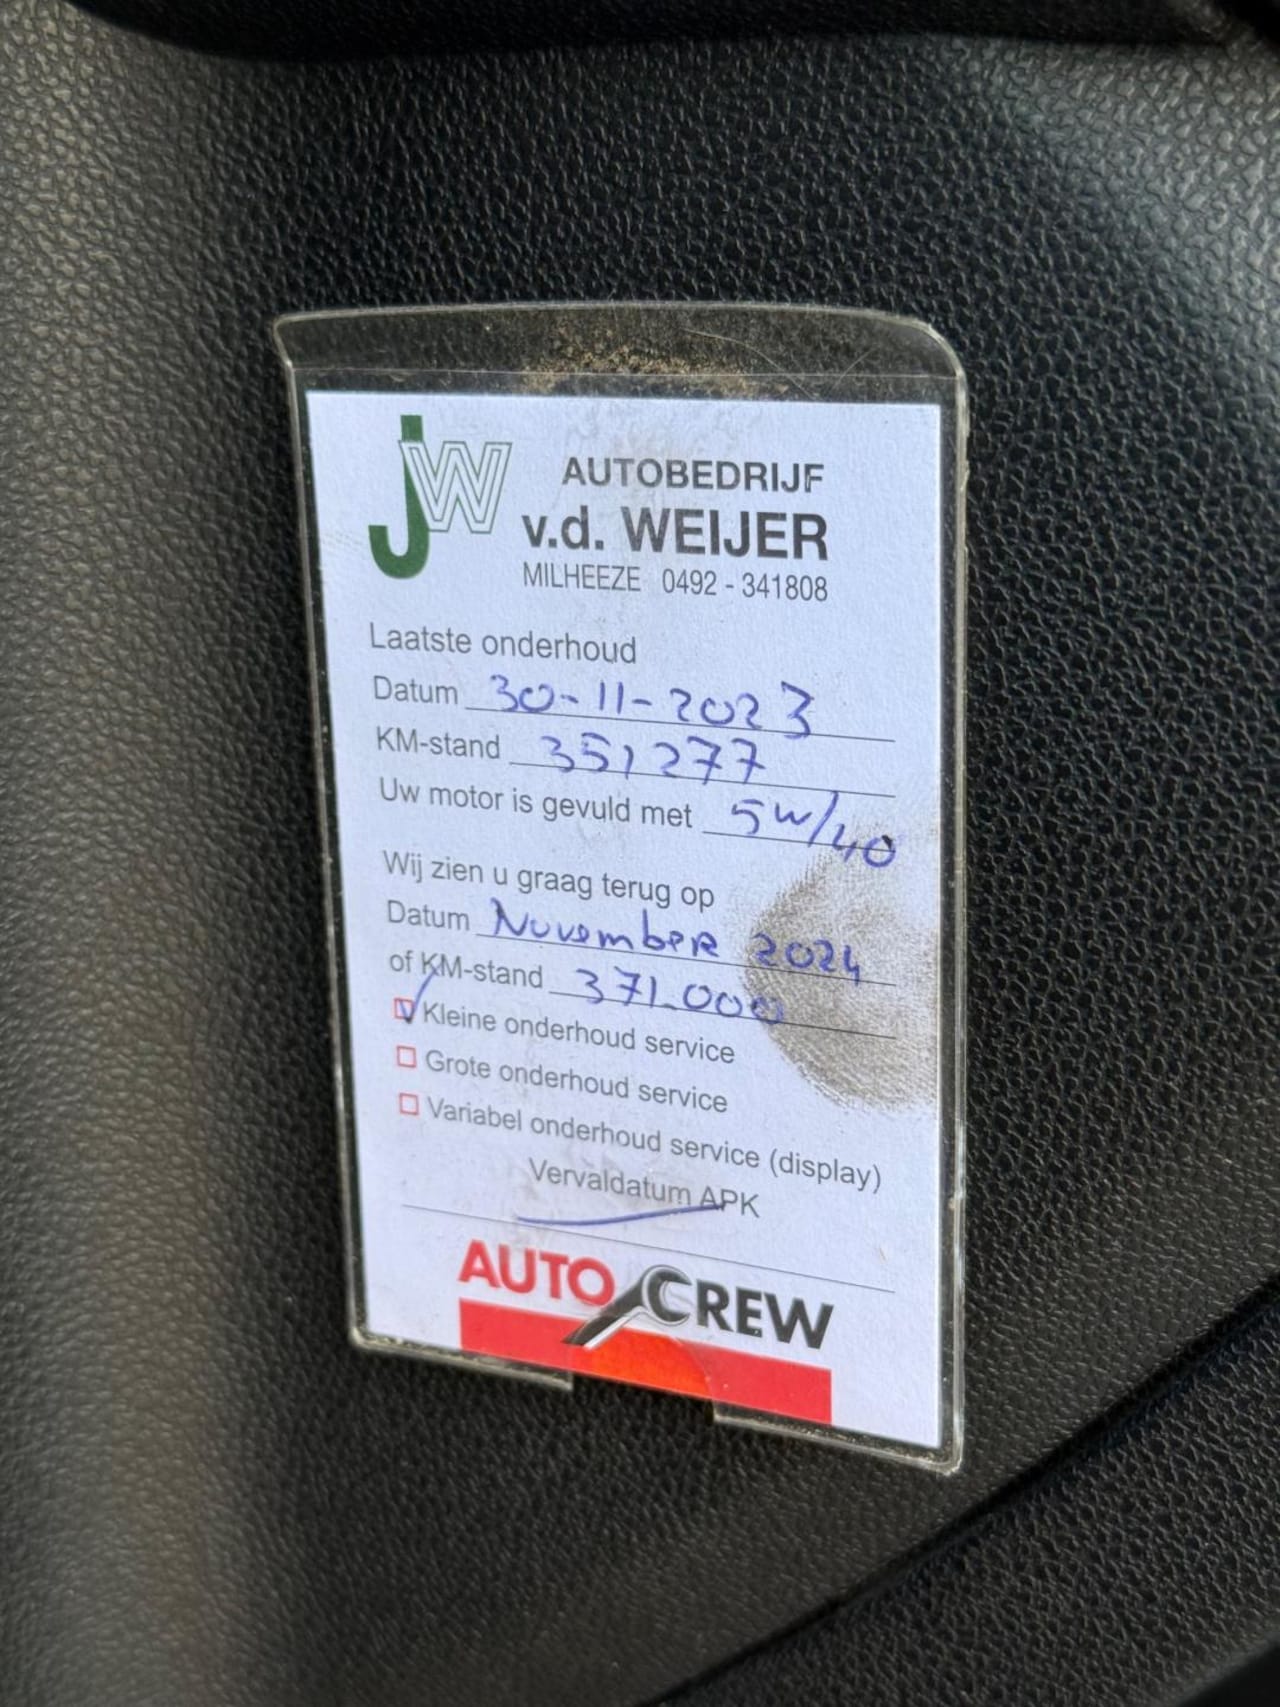 jW
AUTOBEDRIJF
v.d. WEIJER
MILHEEZE 0492 - 341808
Laatste onderhoud
Datum 30-11-2023
KM-stand 351277
Uw motor is gevuld met 5w/40
Wij zien u graag terug op
Datum November 2024
of KM-stand 371.000
Kleine onderhoud service
Grote onderhoud service
Variabel onderhoud service (display)
Vervaldatum APK
AUTO CREW